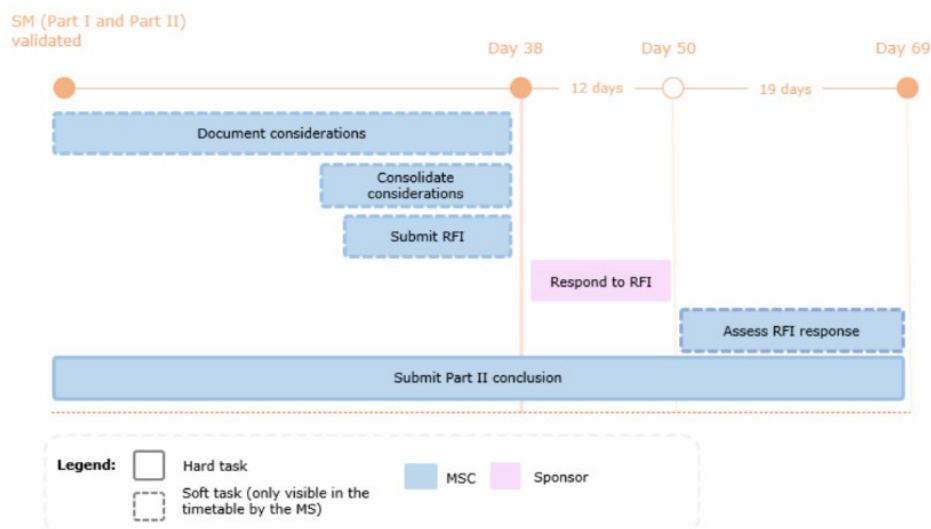 SM (Part I and Part II)
validated
Day 38
Day 50
Day 69
12 days
19 days
Document considerations
Consolidate
considerations
Submit RFI
Respond to RFI
Assess RFI response
Submit Part II conclusion
Legend:
Hard task
MSC
Sponsor
Soft task (only visible in the
timetable by the MS)